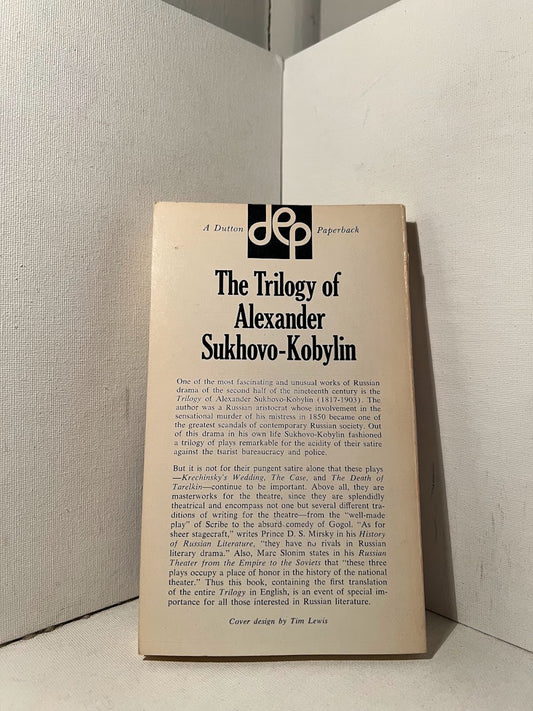 A Dutton dep Paperback
The Trilogy of
Alexander
Sukhovo-Kobylin
One of the most fascinating and unusual works of Russian
drama of the second half of the nineteenth century is the
Trilogy of Alexander Sukhovo-Kobylin (1817-1903). The
author was a Russian aristocrat whose involvement in the
sensational murder of his mistress in 1850 became one of
the greatest scandals of contemporary Russian society. Out
of this drama in his own life Sukhovo-Kobylin fashioned
a trilogy of plays remarkable for the acidity of their satire
against the tsarist bureaucracy and police.
But it is not for their pungent satire alone that these plays
—Krechinsky's Wedding, The Case, and The Death of
Tarelkin—continue to be important. Above all, they are
masterworks for the theatre, since they are splendidly
theatrical and encompass not one but several different tra-
ditions of writing for the theatre—from the "well-made
play" of Scribe to the absurd comedy of Gogol. "As for
sheer stagecraft," writes Prince D. S. Mirsky in his History
of Russian Literature, "they have no rivals in Russian
literary drama." Also, Marc Slonim states in his Russian
Theater from the Empire to the Soviets that "these three
plays occupy a place of honor in the history of the national
theater." Thus this book, containing the first translation
of the entire Trilogy in English, is an event of special im-
portance for all those interested in Russian literature.
Cover design by Tim Lewis